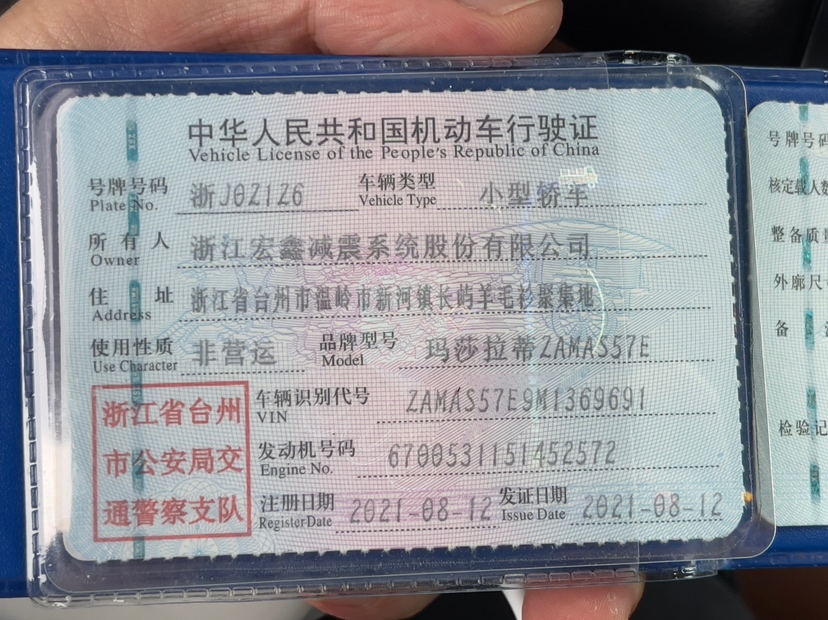 中华人民共和国机动车行驶证
Vehicle License of the People's Republic of China
号牌号码 浙J0Z1Z6 车辆类型 小型轿车
Plate No. Vehicle Type
所有人 浙江宏鑫减震系统股份有限公司
Owner
住址 浙江省台州市温岭市新河镇长屿羊毛衫聚集地
Address
使用性质 非营运 品牌型号 玛莎拉蒂ZAMAS57E
Use Character Model
浙江省台州
市公安局交
通警察支队
车辆识别代号 ZAMAS57E9M1369691
VIN
发动机号码 6700531151452572
Engine No.
注册日期 2021-08-12 发证日期 2021-08-12
Register Date Issue Date
号牌号码
核定载人数
整备质量
外廓尺寸
备
检验记